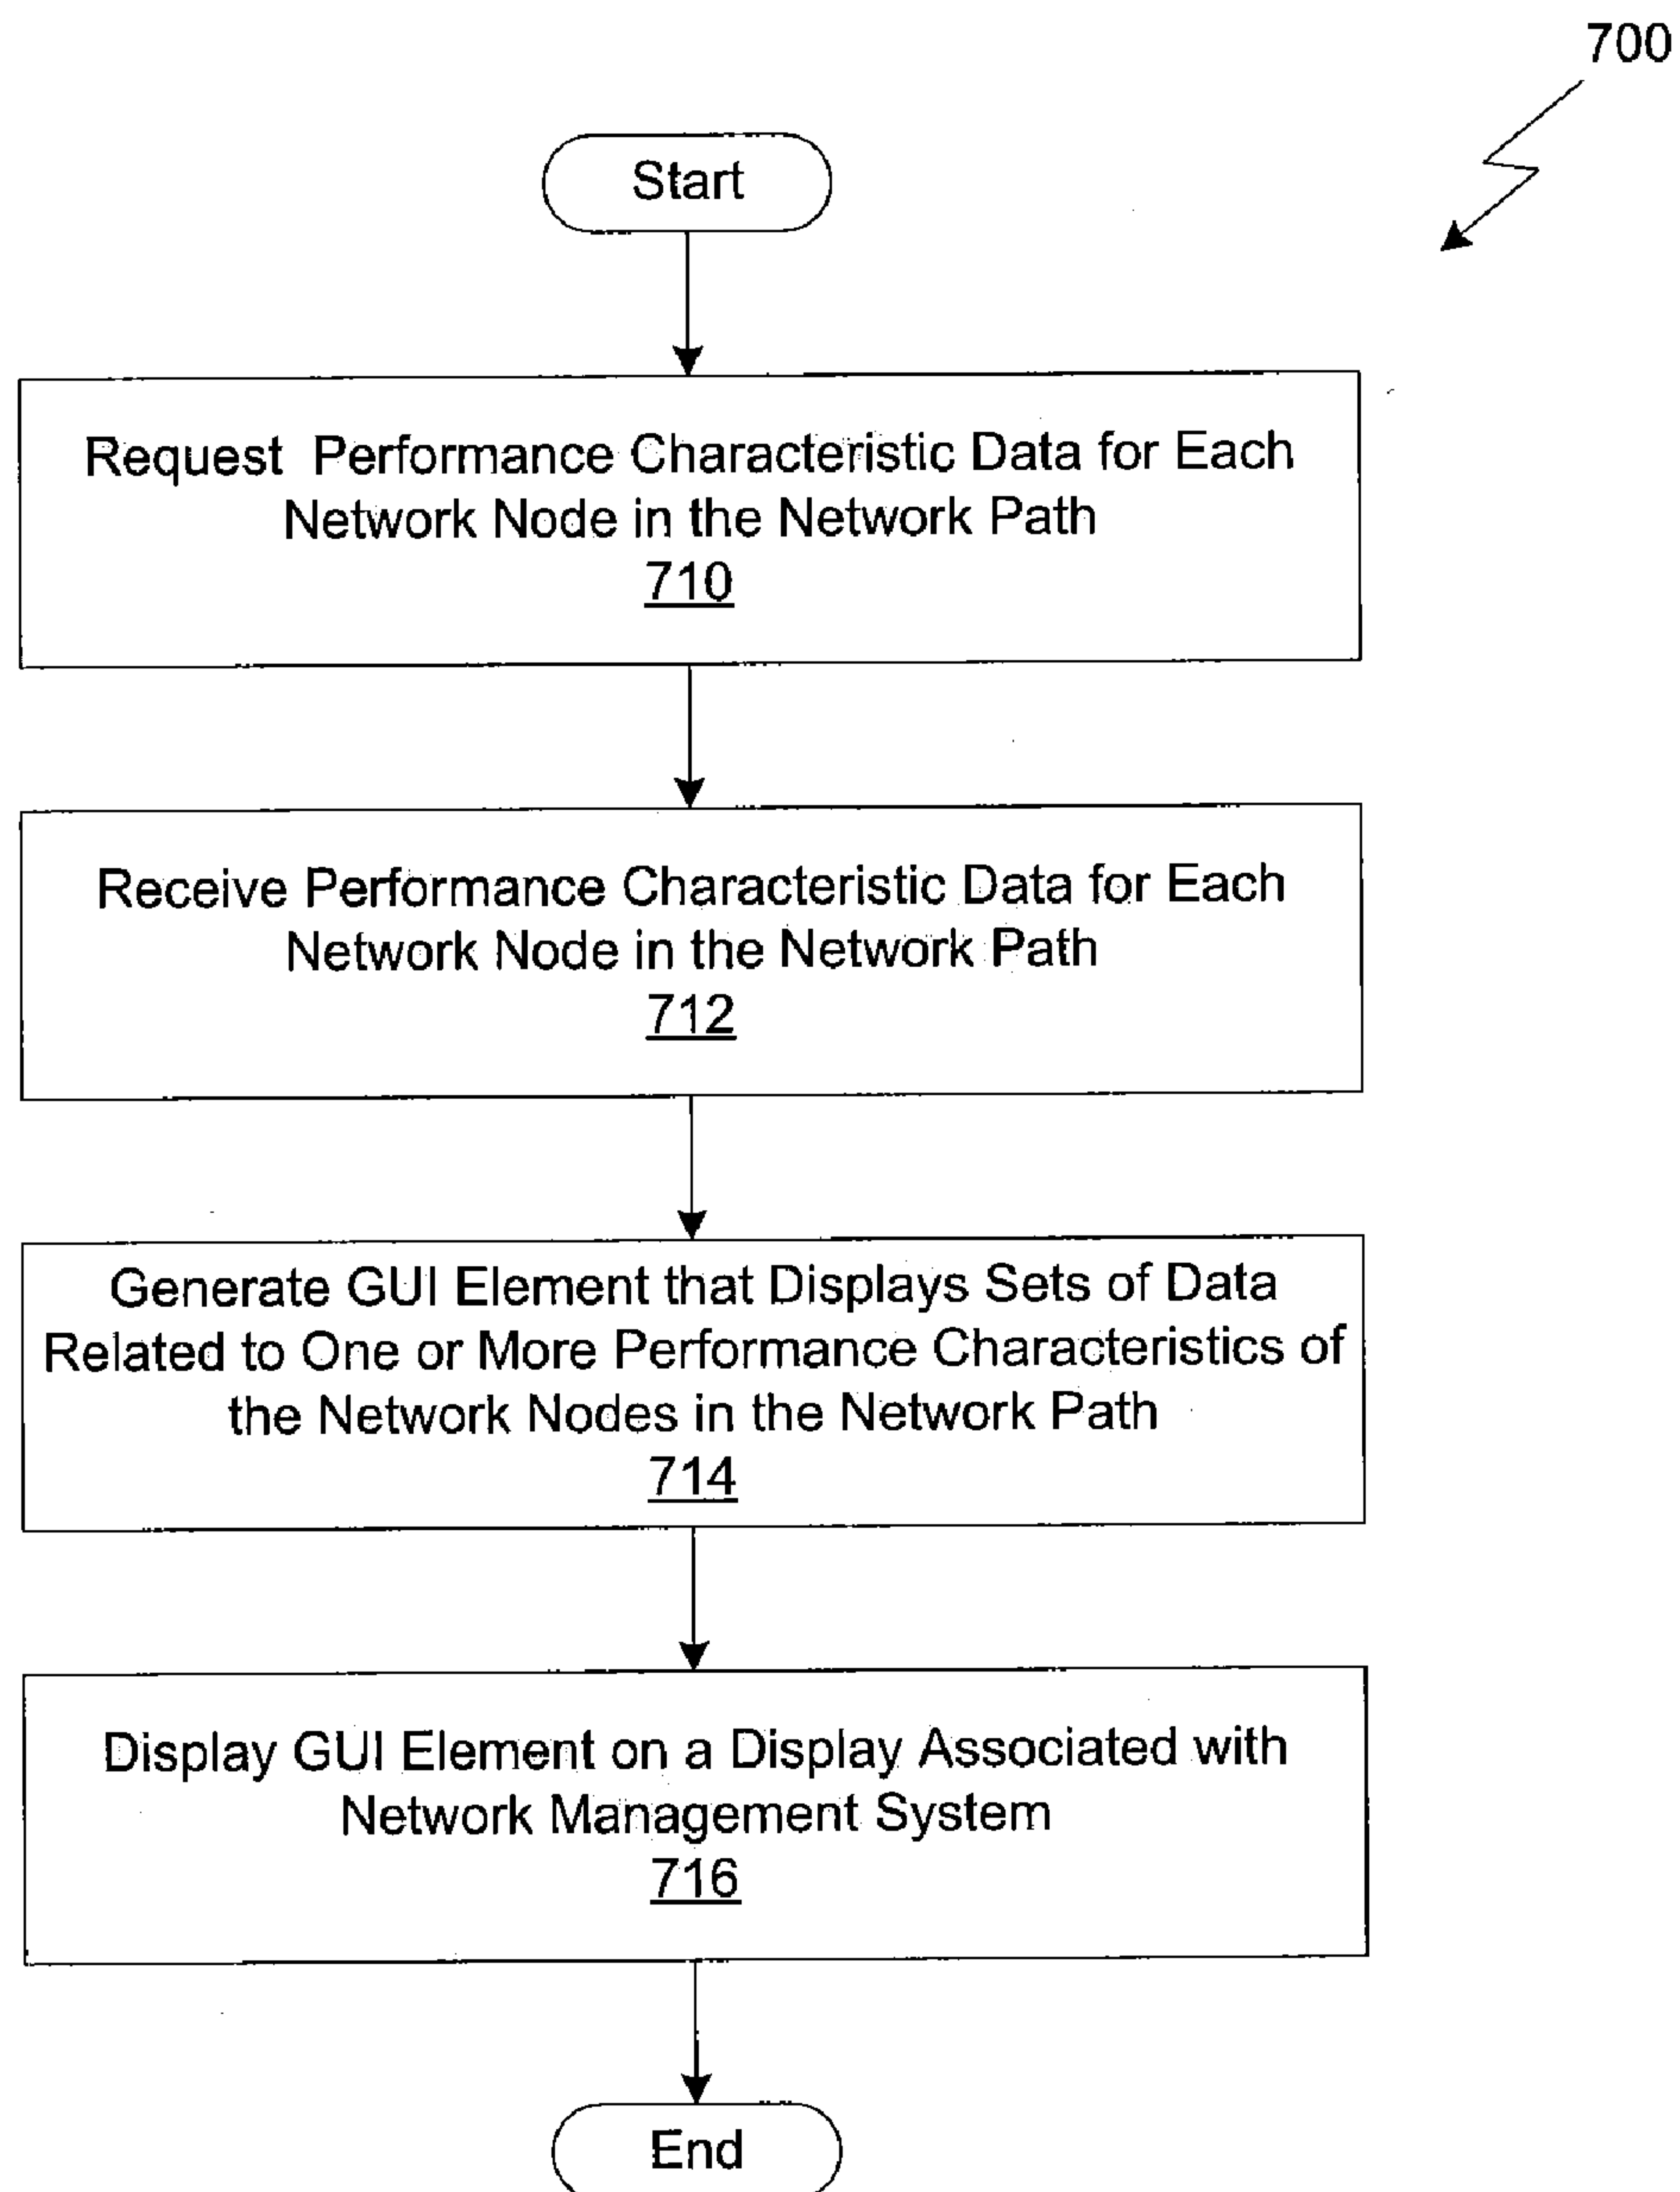 700
Start
Request Performance Characteristic Data for Each
Network Node in the Network Path
710
Receive Performance Characteristic Data for Each
Network Node in the Network Path
712
Generate GUI Element that Displays Sets of Data
Related to One or More Performance Characteristics of
the Network Nodes in the Network Path
714
Display GUI Element on a Display Associated with
Network Management System
716
End